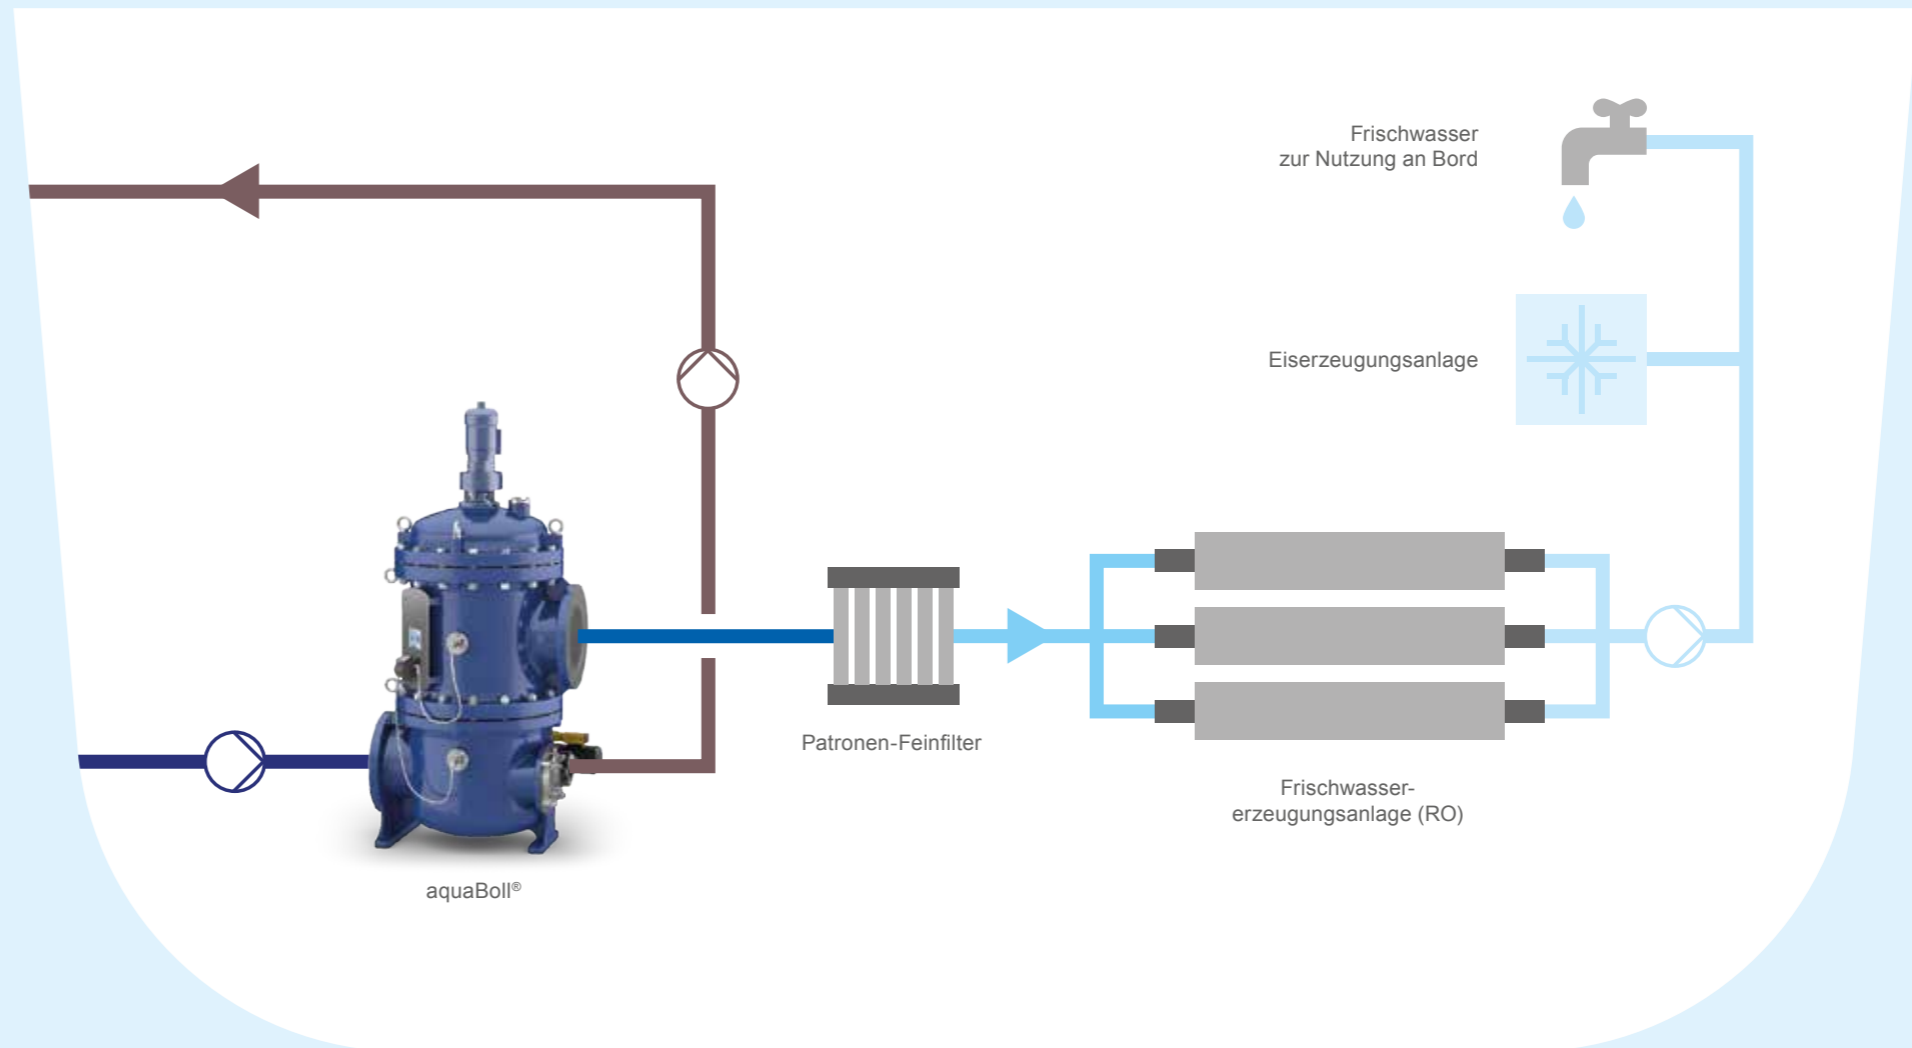 Frischwasser
zur Nutzung an Bord
Eiserzeugungsanlage
Patronen-Feinfilter
Frischwasser-
erzeugungsanlage (RO)
aquaBoll®